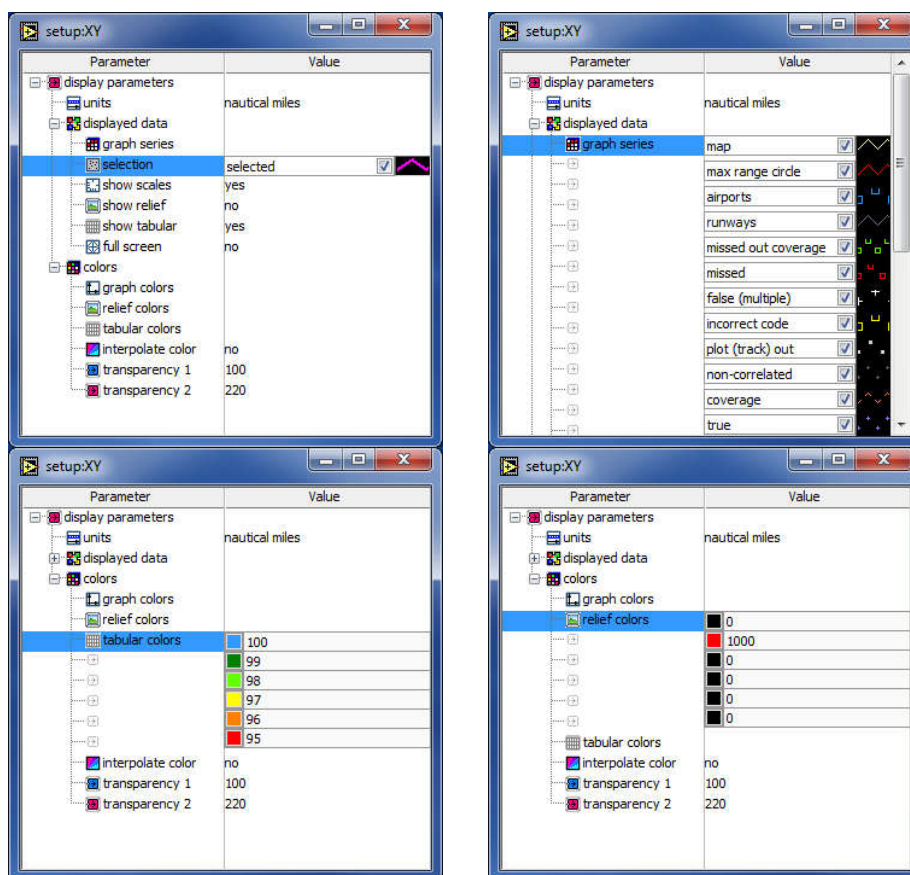 setup:XY
Parameter Value
display parameters
units nautical miles
displayed data
graph series
selection selected
show scales yes
show relief no
show tabular yes
full screen no
colors
graph colors
relief colors
tabular colors
interpolate color no
transparency 1 100
transparency 2 220
setup:XY
Parameter Value
display parameters
units nautical miles
displayed data
graph series map
max range circle
airports
runways
missed out coverage
missed
false (multiple)
incorrect code
plot (track) out
non-correlated
coverage
true
setup:XY
Parameter Value
display parameters
units nautical miles
displayed data
colors
graph colors
relief colors
tabular colors 100
99
98
97
96
95
interpolate color no
transparency 1 100
transparency 2 220
setup:XY
Parameter Value
display parameters
units nautical miles
displayed data
colors
graph colors
relief colors 0
1000
0
0
0
0
tabular colors
interpolate color no
transparency 1 100
transparency 2 220